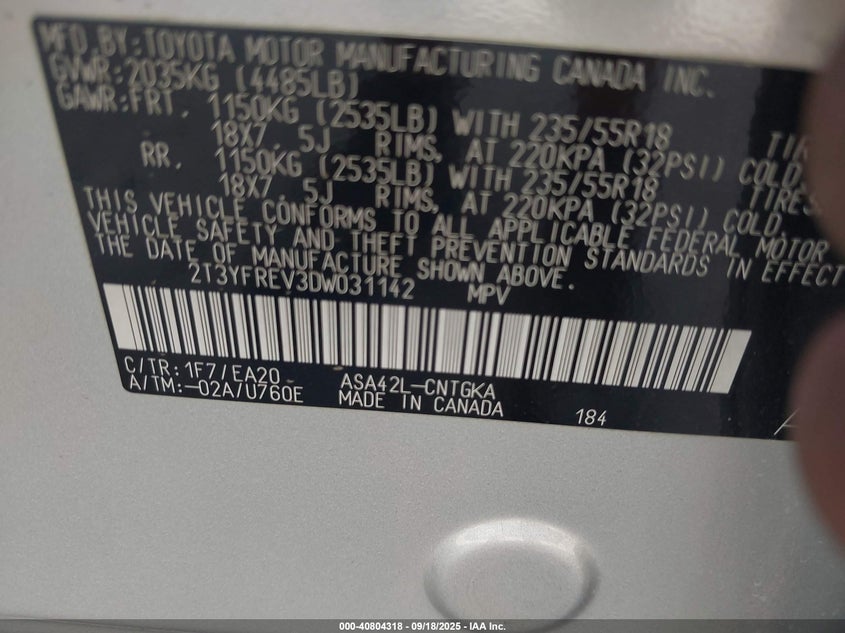 MFD. BY: TOYOTA MOTOR MANUFACTURING CANADA INC.
GVWR: 2035KG (4485LB)
GAWR: FRT. 1150KG (2535LB) WITH 235/55R18
18X7.5J RIMS, AT 220KPA (32PSI) COLD.
RR. 1150KG (2535LB) WITH 235/55R18 TIRES
18X7.5J RIMS, AT 220KPA (32PSI) COLD.
THIS VEHICLE CONFORMS TO ALL APPLICABLE FEDERAL MOTOR
VEHICLE SAFETY AND THEFT PREVENTION STANDARDS IN EFFECT
THE DATE OF MANUFACTURE SHOWN ABOVE.
2T3YFREV3DW031142 MPV
C/TR: 1F7/EA20 ASA42L-CNTGKA
A/TM:-02A/U760E MADE IN CANADA
184
000-40804318 - 09/18/2025 - IAA Inc.